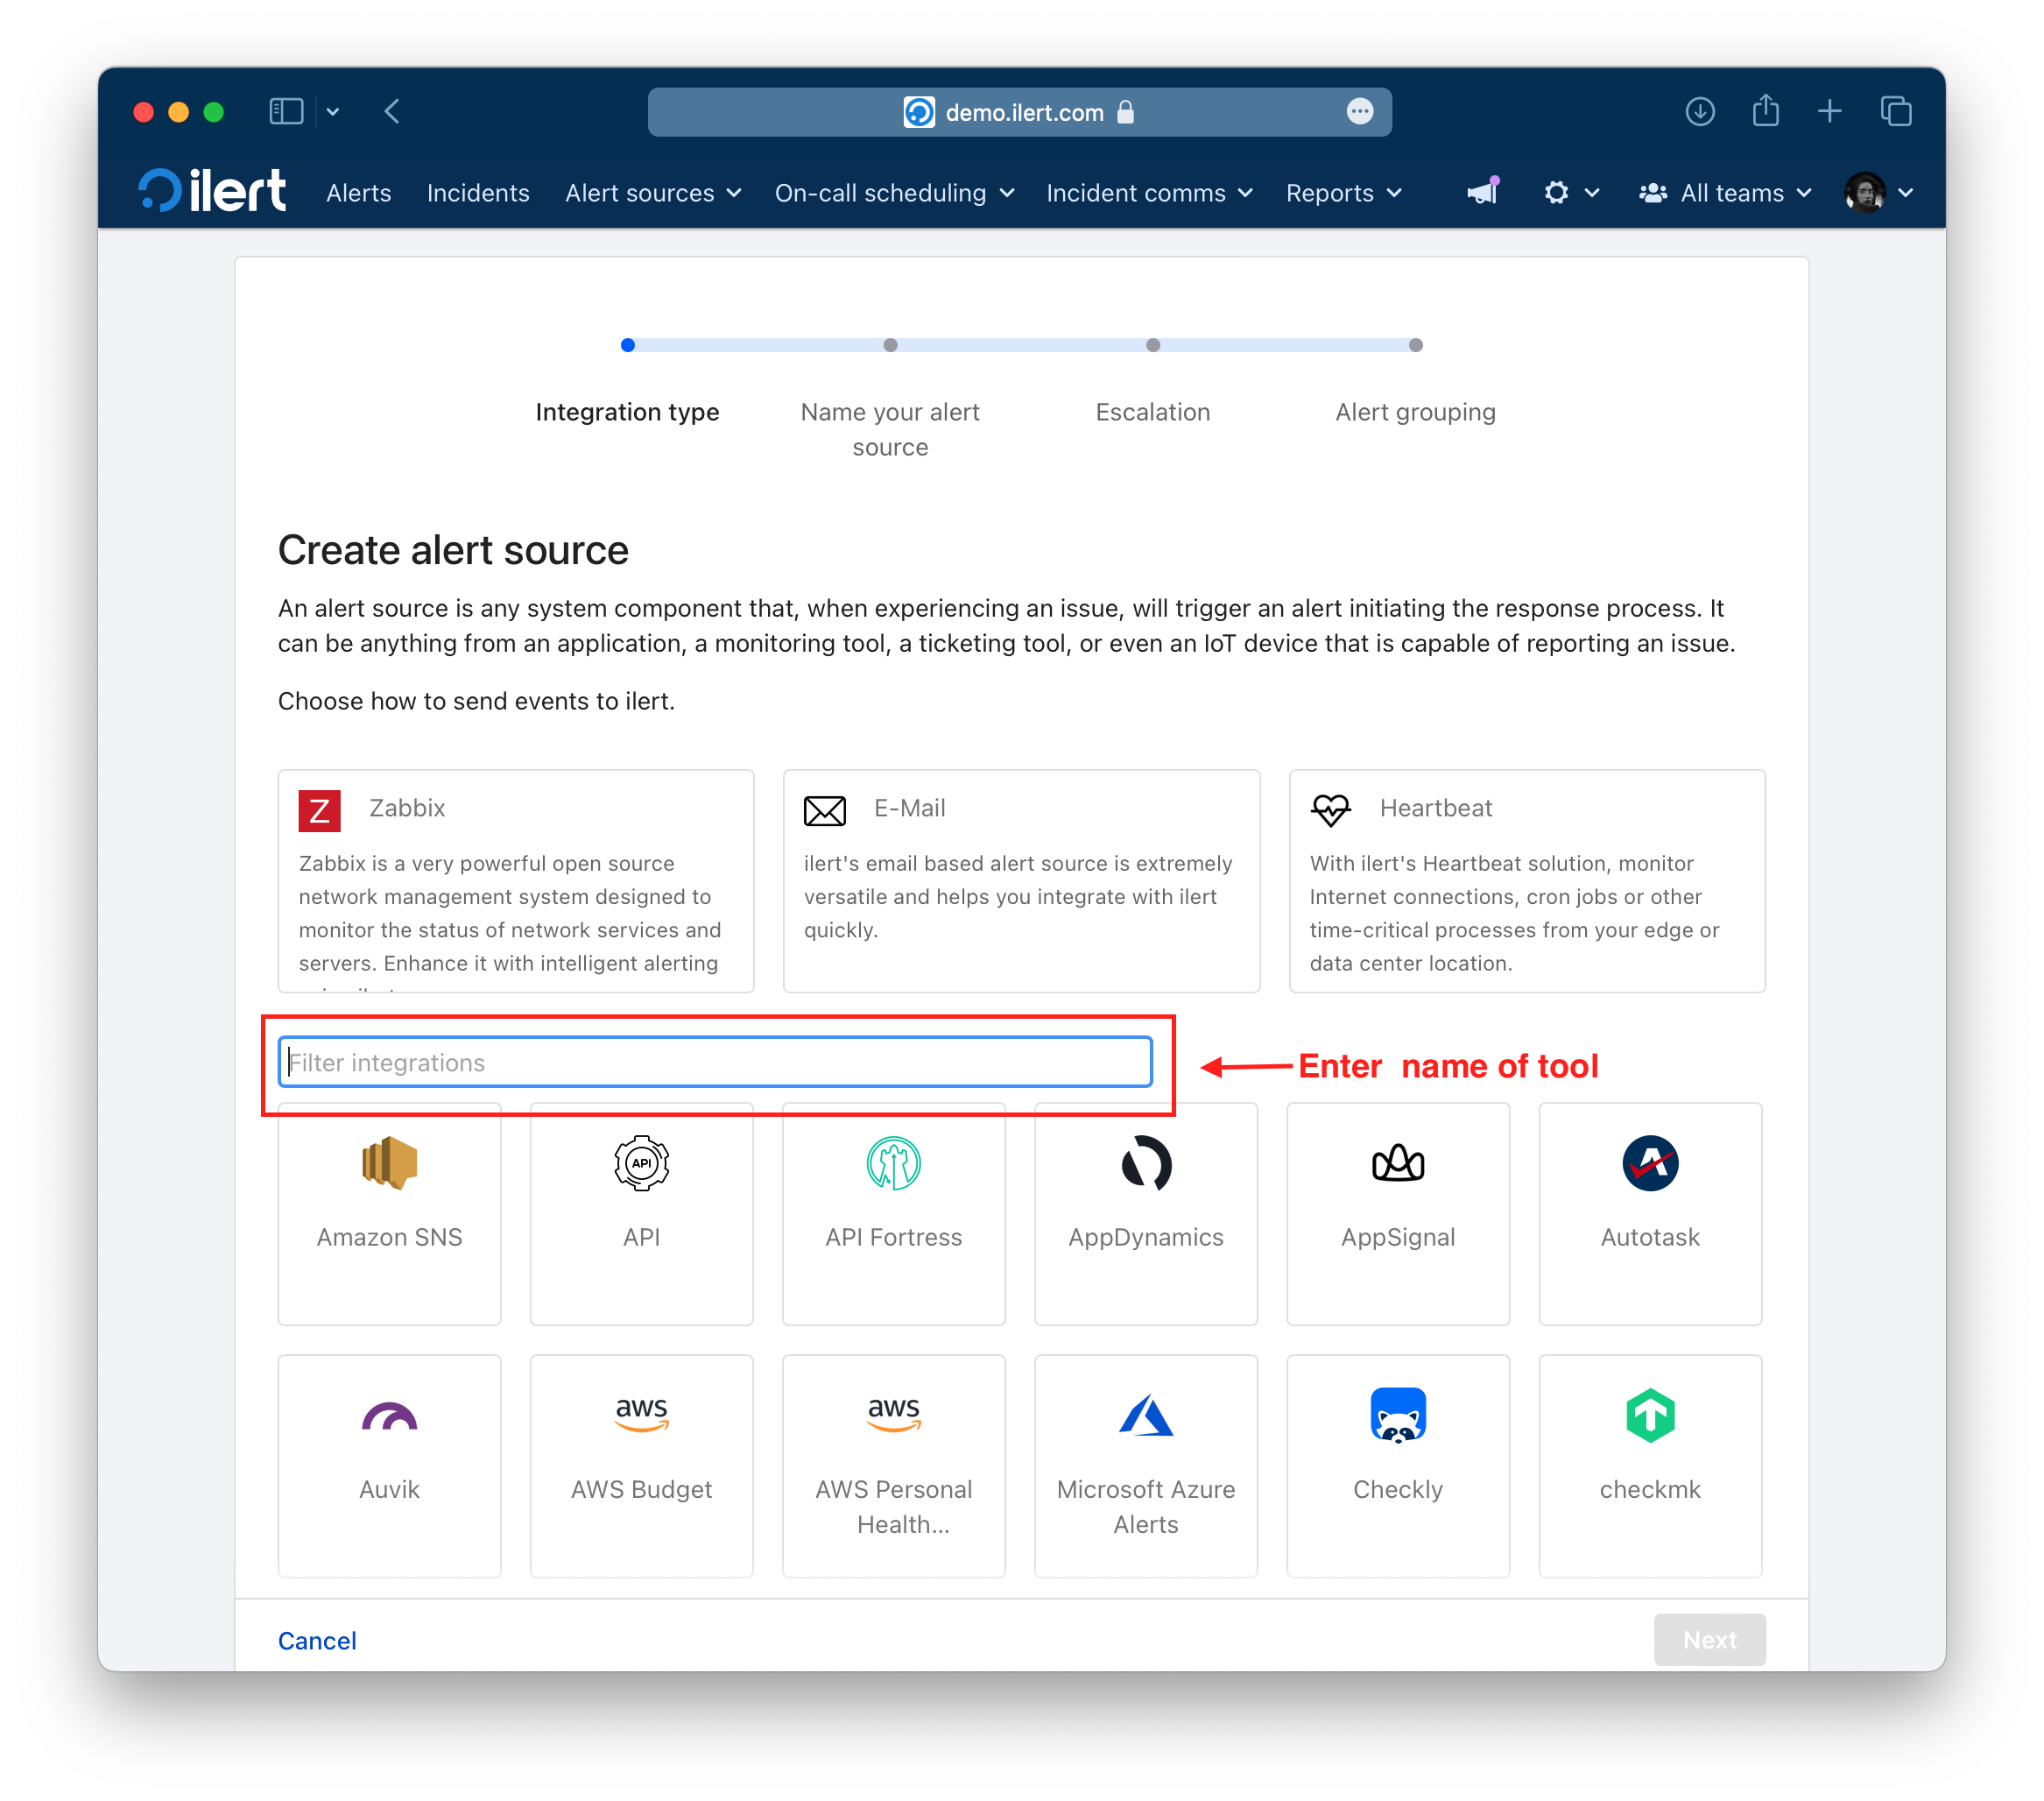 demo.ilert.com
ilert Alerts Incidents Alert sources On-call scheduling Incident comms Reports All teams
Integration type
Name your alert
source
Escalation
Alert grouping
Create alert source
An alert source is any system component that, when experiencing an issue, will trigger an alert initiating the response process. It
can be anything from an application, a monitoring tool, a ticketing tool, or even an IoT device that is capable of reporting an issue.
Choose how to send events to ilert.
Z Zabbix
Zabbix is a very powerful open source
network management system designed to
monitor the status of network services and
servers. Enhance it with intelligent alerting
E-Mail
ilert's email based alert source is extremely
versatile and helps you integrate with ilert
quickly.
Heartbeat
With ilert's Heartbeat solution, monitor
Internet connections, cron jobs or other
time-critical processes from your edge or
data center location.
Filter integrations
Enter name of tool
Amazon SNS
API
API
API Fortress
AppDynamics
AppSignal
A
Autotask
Auvik
aws
AWS Budget
aws
AWS Personal
Health...
Microsoft Azure
Alerts
Checkly
checkmk
Cancel
Next